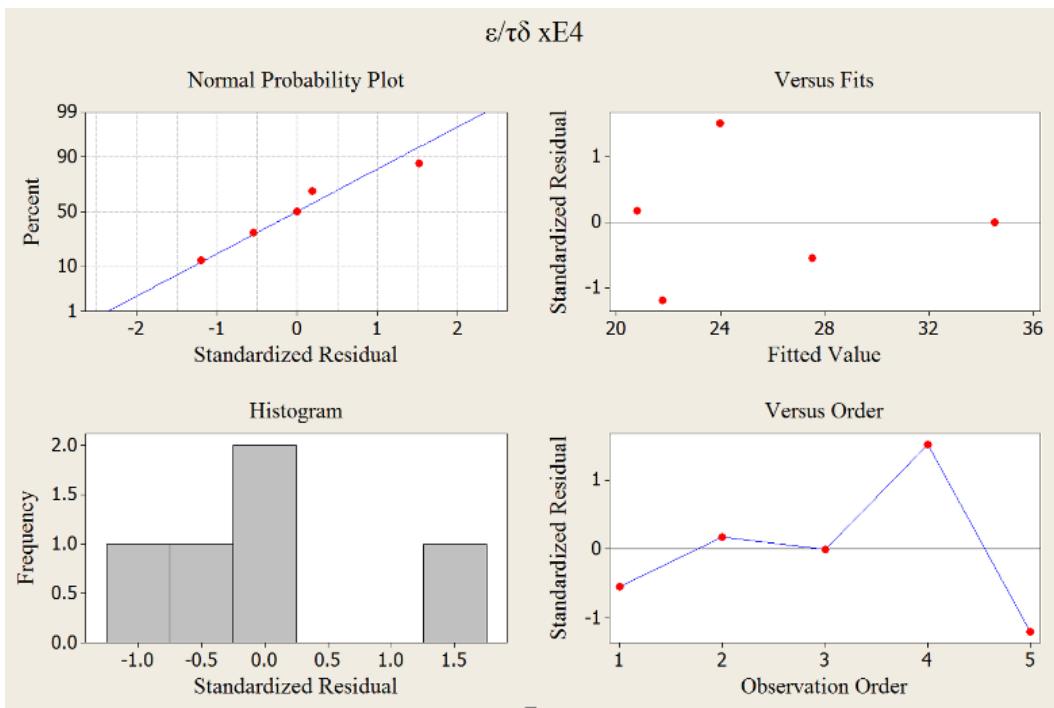 ε/τδ xE4
Normal Probability Plot
99
90
50
10
1
Percent
-2 -1 0 1 2
Standardized Residual
Versus Fits
1
0
-1
Standardized Residual
20 24 28 32 36
Fitted Value
Histogram
2.0
1.5
1.0
0.5
0.0
Frequency
-1.0 -0.5 0.0 0.5 1.0 1.5
Standardized Residual
Versus Order
1
0
-1
Standardized Residual
1 2 3 4 5
Observation Order